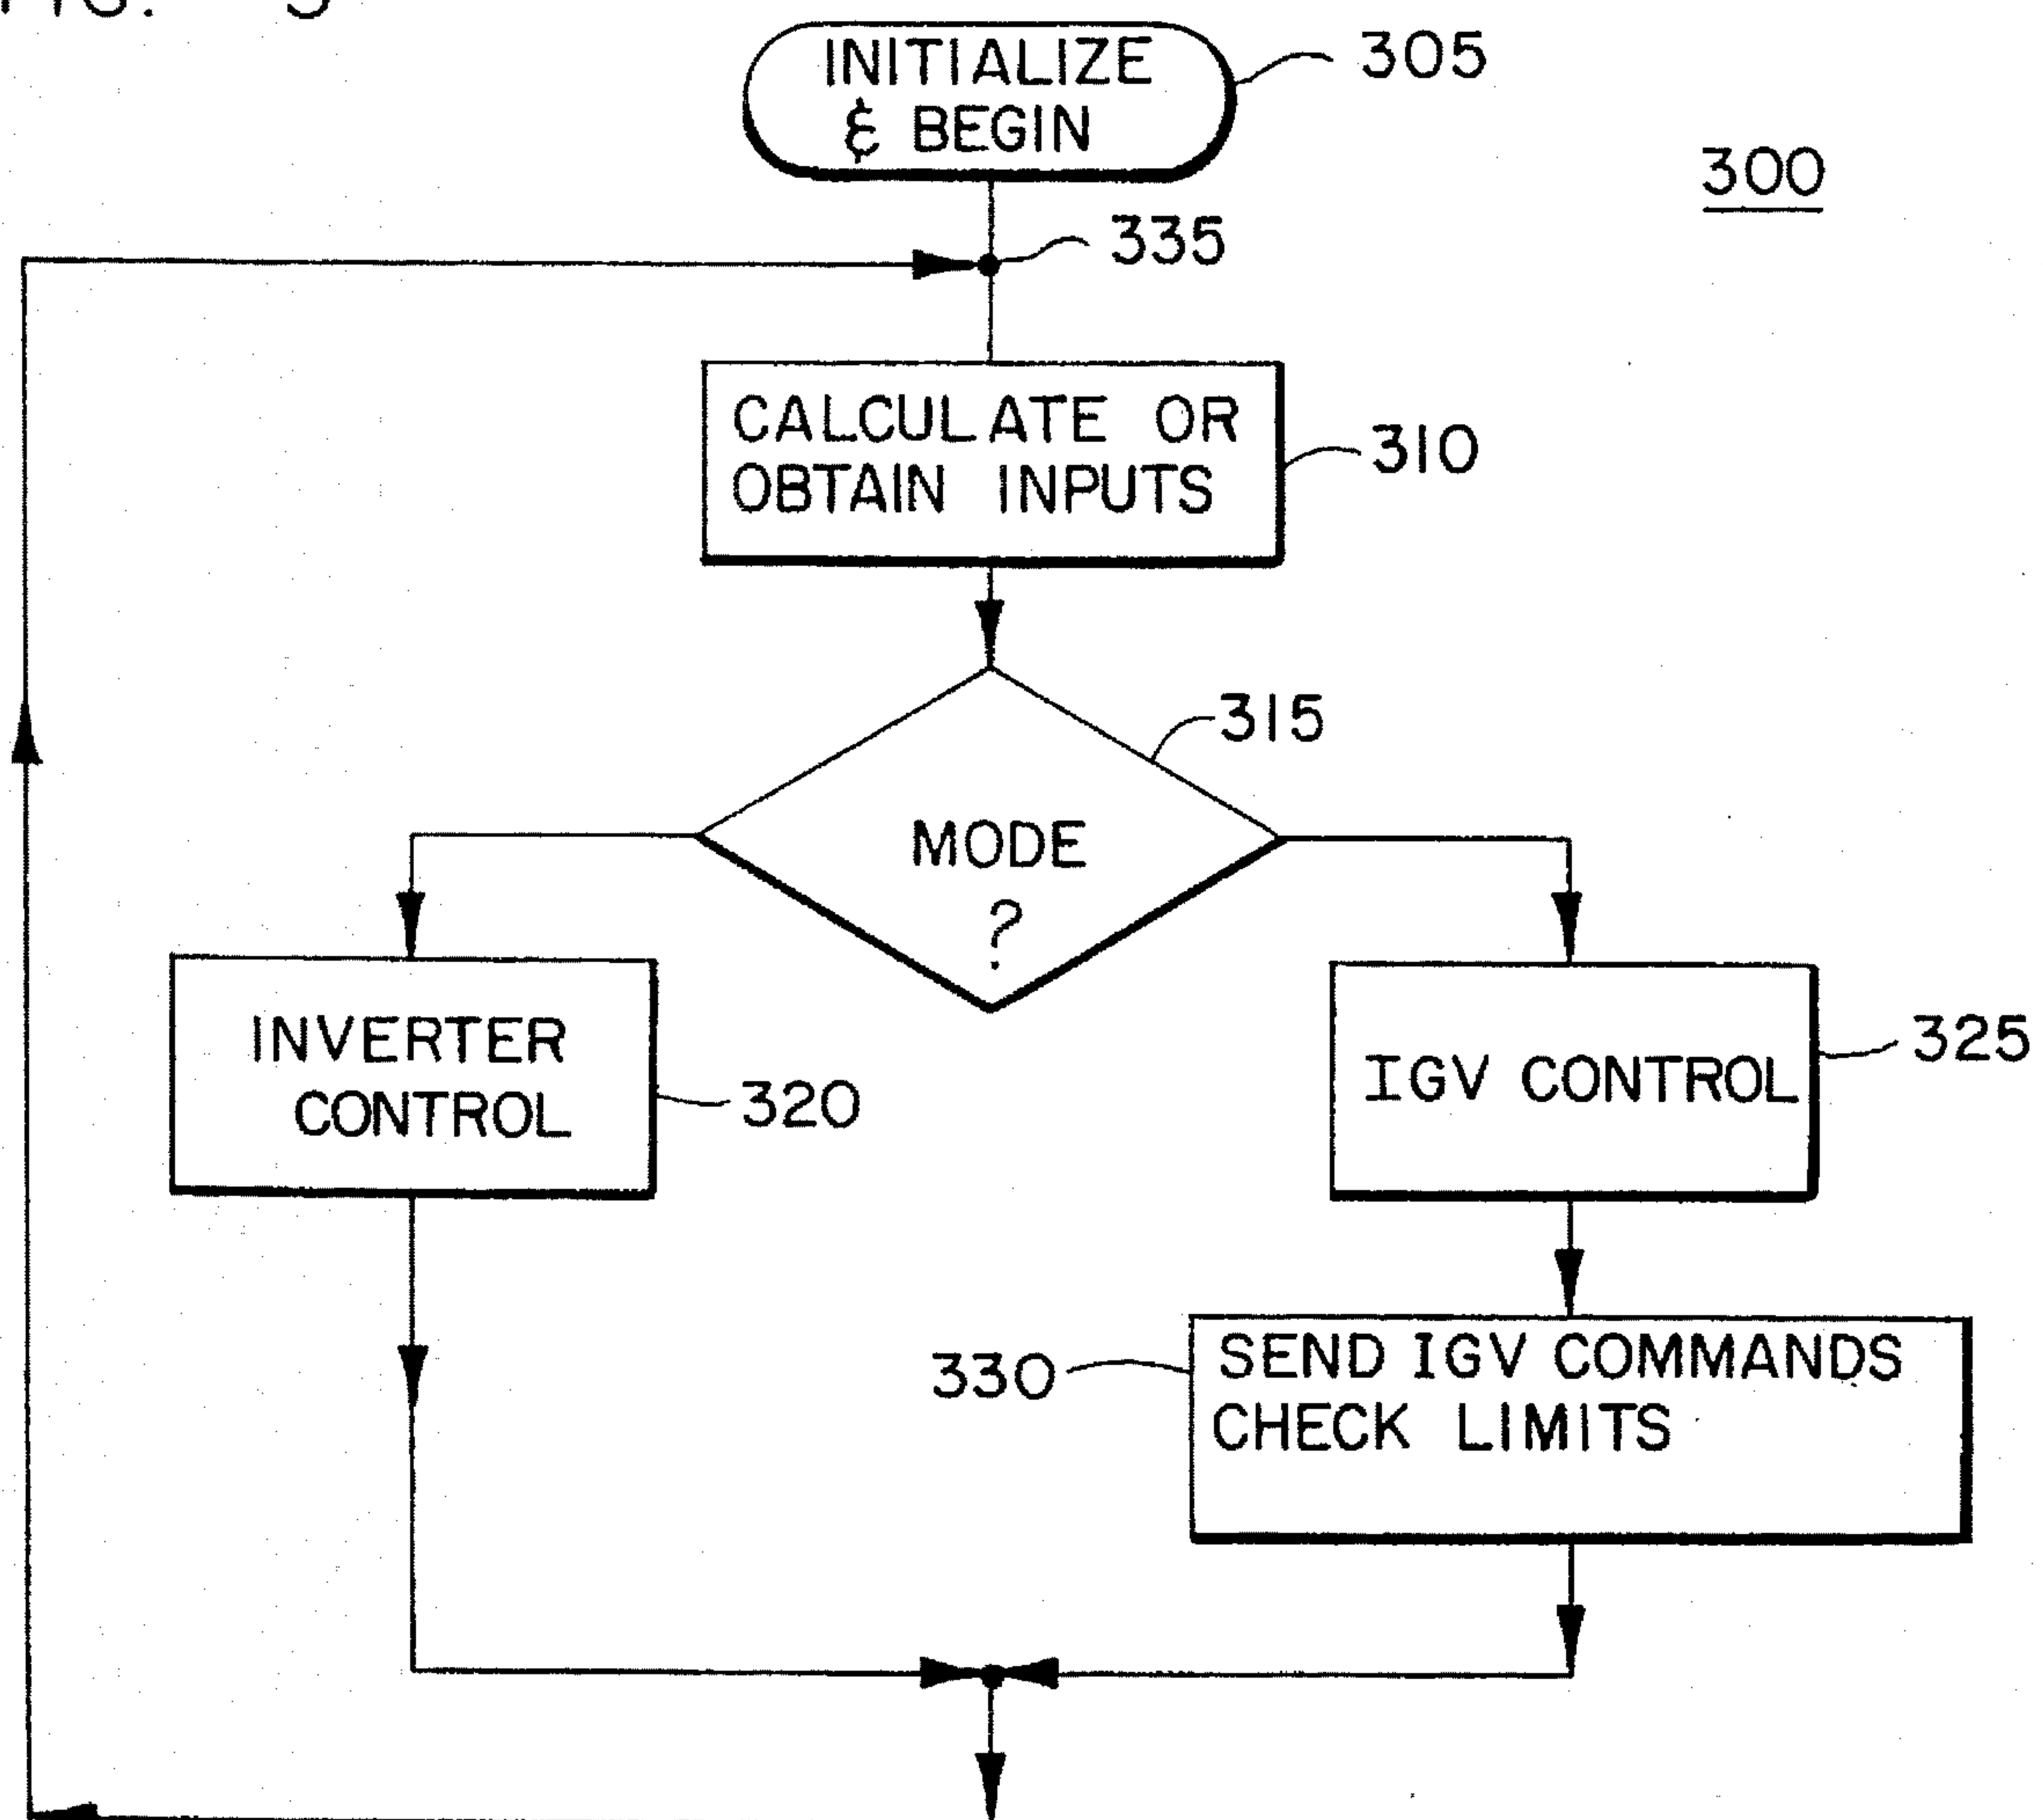 INITIALIZE
& BEGIN
305
300
335
CALCULATE OR
OBTAIN INPUTS
310
315
MODE
?
INVERTER
CONTROL
320
IGV CONTROL
325
330
SEND IGV COMMANDS
CHECK LIMITS